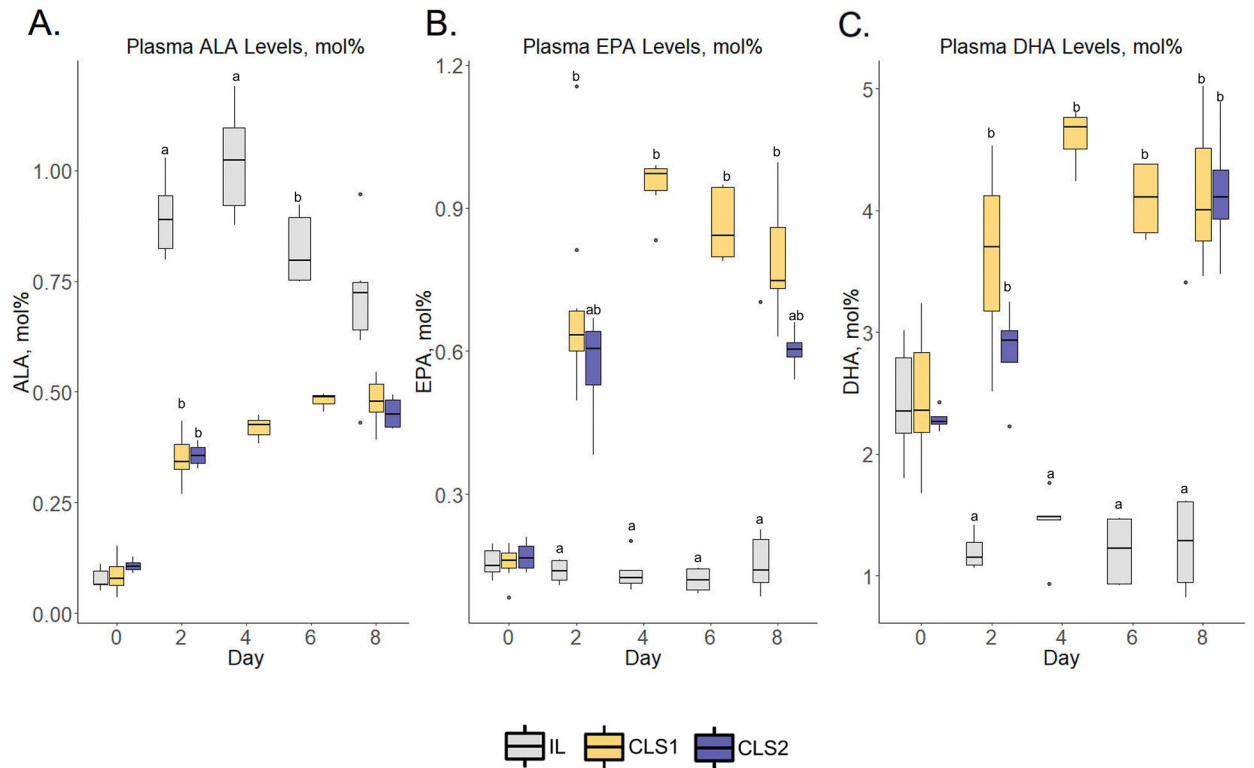 A.
Plasma ALA Levels, mol%
ALA, mol%
1.00
0.75
0.50
0.25
0.00
a
a
b
b
b
0
2
4
6
8
Day
B.
Plasma EPA Levels, mol%
EPA, mol%
1.2
0.9
0.6
0.3
b
b
b
b
ab
ab
a
a
a
a
0
2
4
6
8
Day
C.
Plasma DHA Levels, mol%
DHA, mol%
5
4
3
2
1
b
b
b
b
b
b
a
a
a
a
0
2
4
6
8
Day
IL
CLS1
CLS2